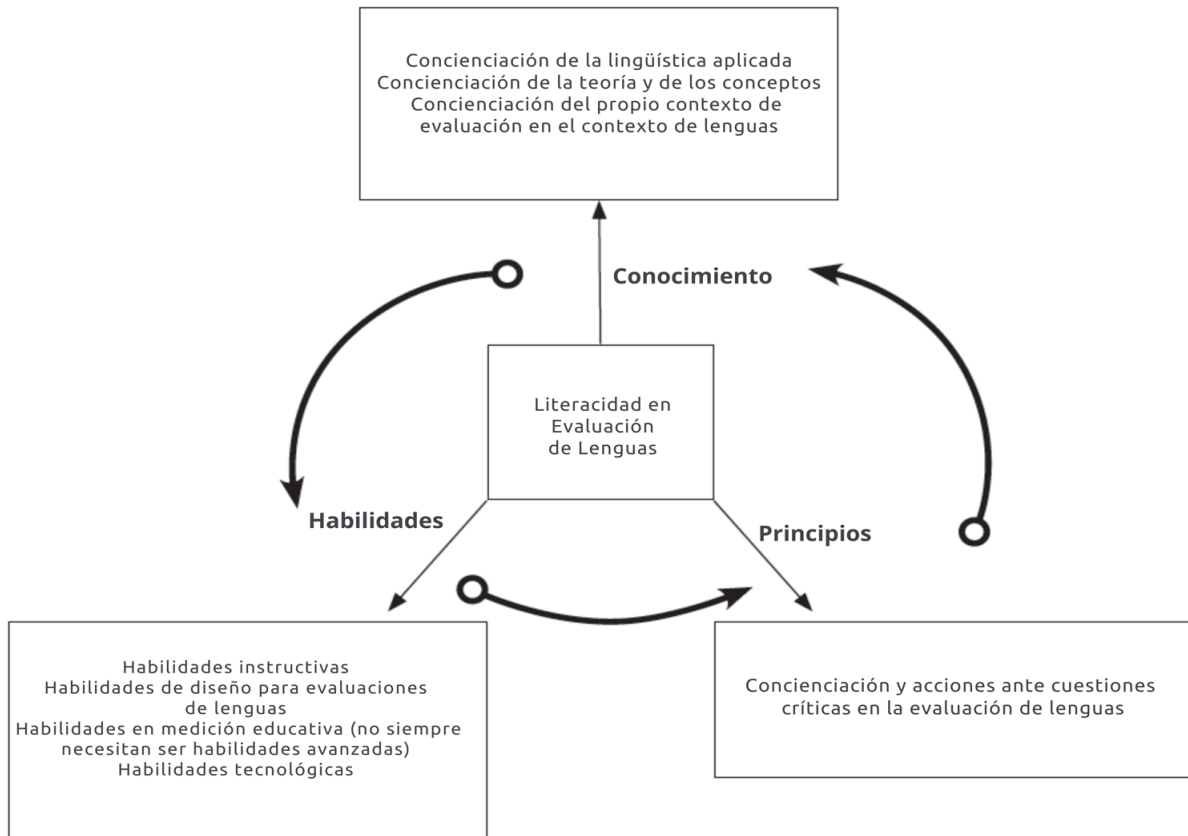 Concienciación de la lingüística aplicada
Concienciación de la teoría y de los conceptos
Concienciación del propio contexto de
evaluación en el contexto de lenguas
Conocimiento
Literacidad en
Evaluación
de Lenguas
Habilidades
Principios
Habilidades instructivas
Habilidades de diseño para evaluaciones
de lenguas
Habilidades en medición educativa (no siempre
necesitan ser habilidades avanzadas)
Habilidades tecnológicas
Concienciación y acciones ante cuestiones
críticas en la evaluación de lenguas